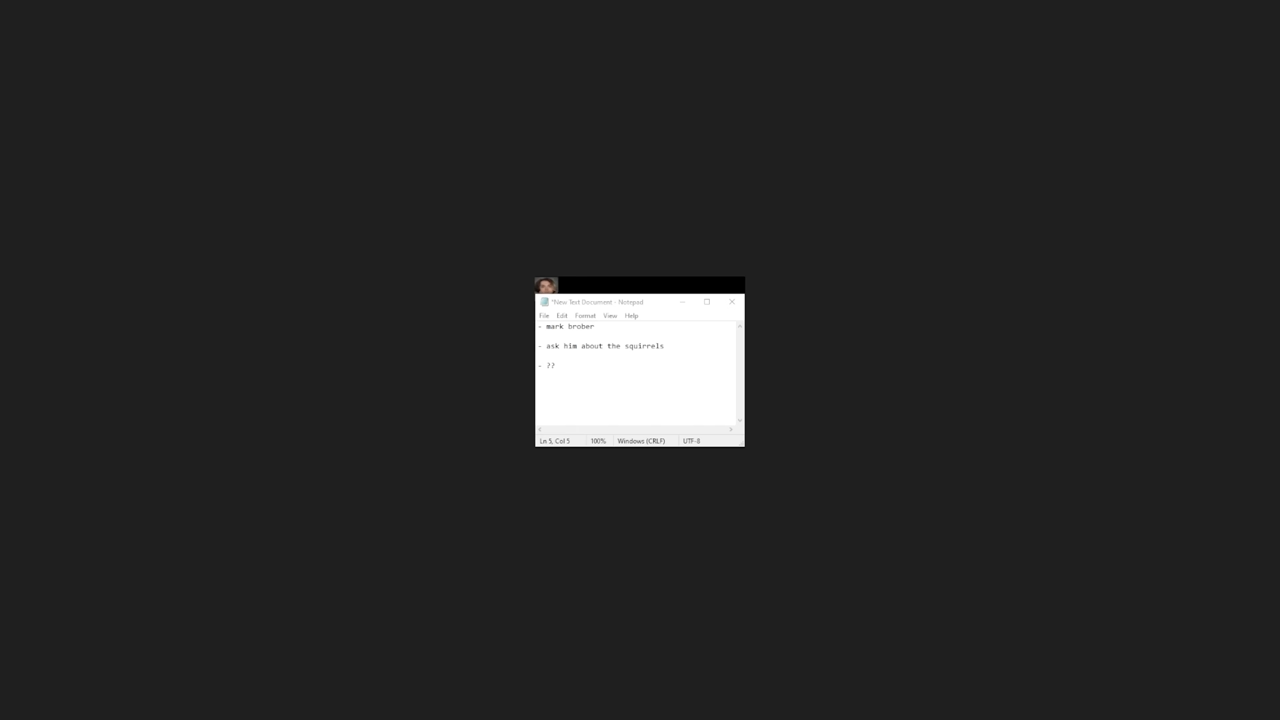 *New Text Document - Notepad
File Edit Format View Help
- mark brober
- ask him about the squirrels
- ??
Ln 5, Col 5 100% Windows (CRLF) UTF-8